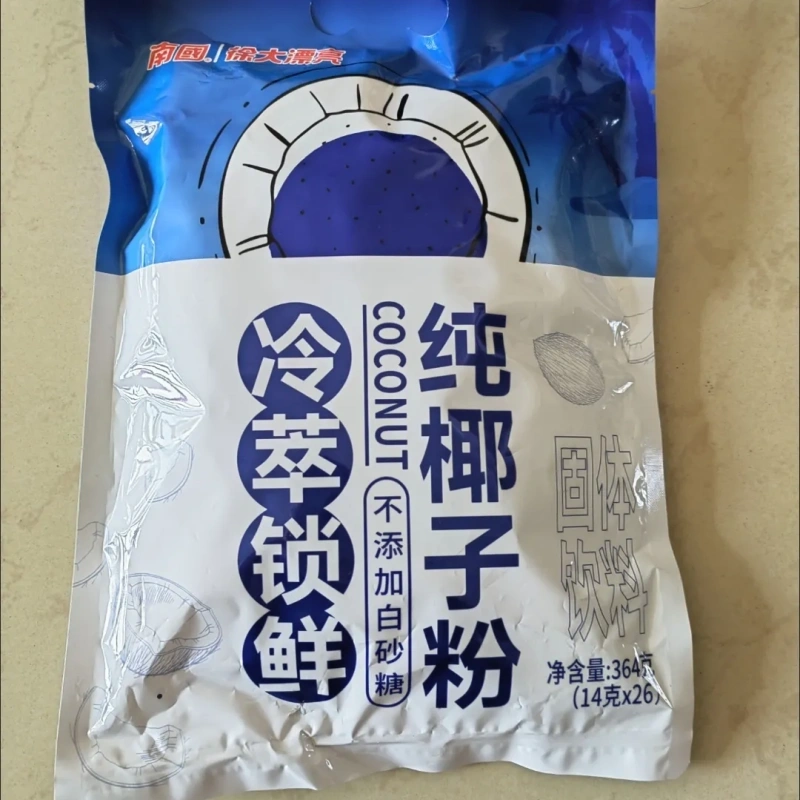 南國 | 徐大漂亮
纯椰子粉
COCONUT
不添加白砂糖
冷萃锁鲜
固体
饮料
净含量:364克
(14克x26)